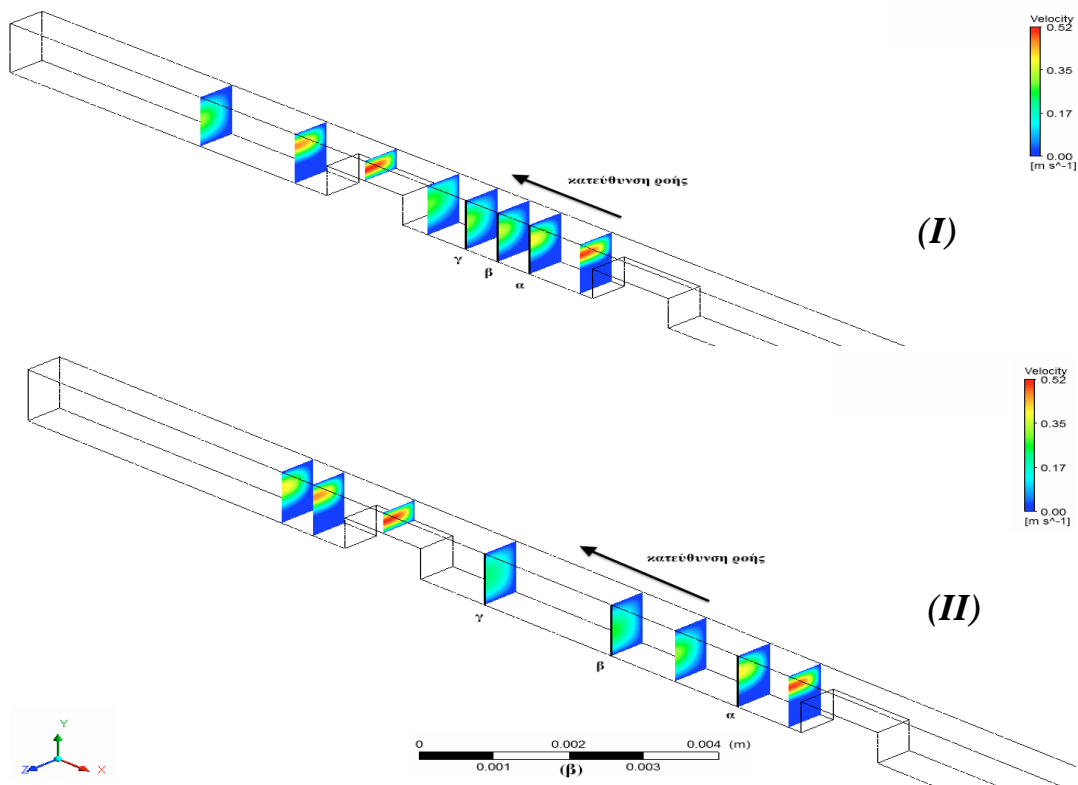 Velocity
0.52
0.35
0.17
0.00
[m s^-1]
κατεύθυνση ροής
(I)
γ
β
α
Velocity
0.52
0.35
0.17
0.00
[m s^-1]
κατεύθυνση ροής
(II)
γ
β
α
Y
Z
X
0 0.002 0.004 (m)
0.001 0.003
(β)